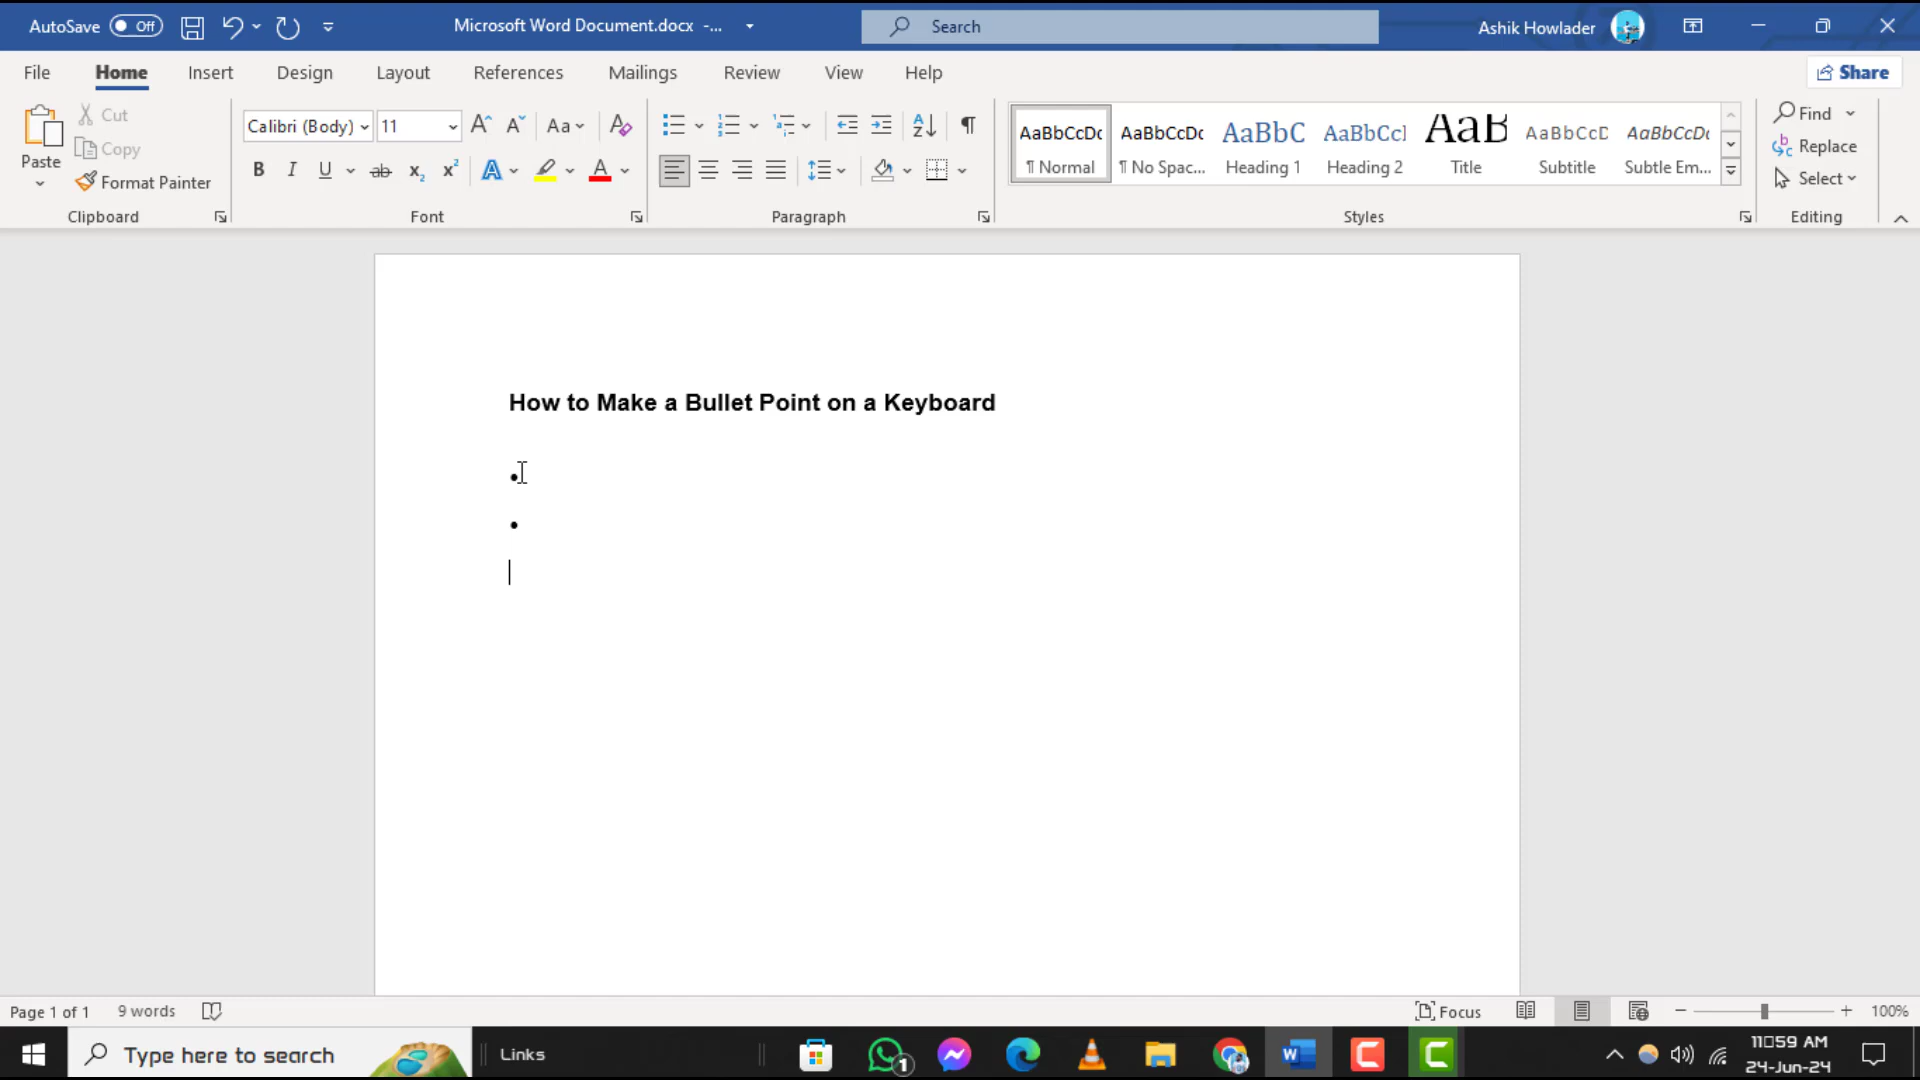 AutoSave Off Microsoft Word Document.docx -... Search Ashik Howlader
File Home Insert Design Layout References Mailings Review View Help Share
Paste Cut Copy Format Painter Clipboard
Calibri (Body) 11 Aa Font
Paragraph
AaBbCcDc ¶ Normal AaBbCcDc ¶ No Spac... AaBbC Heading 1 AaBbCcI Heading 2 AaB Title AaBbCcD Subtitle AaBbCcDc Subtle Em... Styles
Find Replace Select Editing
How to Make a Bullet Point on a Keyboard
•
•
Page 1 of 1 9 words Focus 100%
Type here to search Links 1 11□59 AM
24-Jun-24